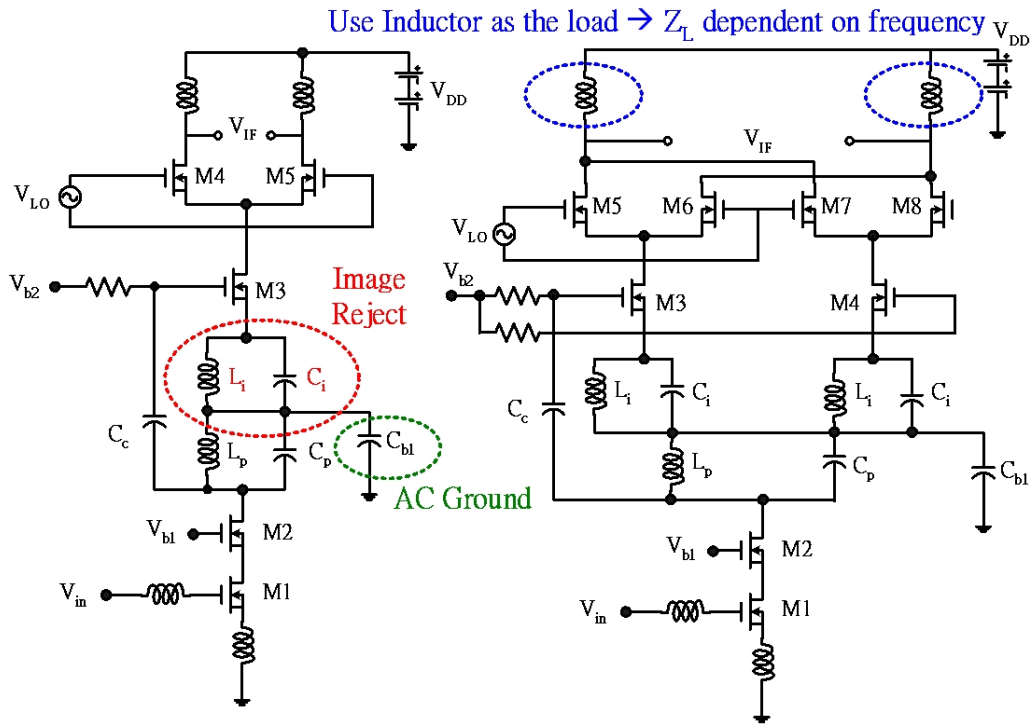 Use Inductor as the load → Z_L dependent on frequency
V_DD
V_IF
M4
M5
V_LO
V_b2
M3
Image
Reject
L_i
C_i
C_c
L_p
C_p
C_b1
AC Ground
V_b1
M2
V_in
M1
V_DD
V_IF
M5
M6
M7
M8
V_LO
V_b2
M3
M4
L_i
C_i
L_i
C_i
C_c
L_p
C_p
C_b1
V_b1
M2
V_in
M1